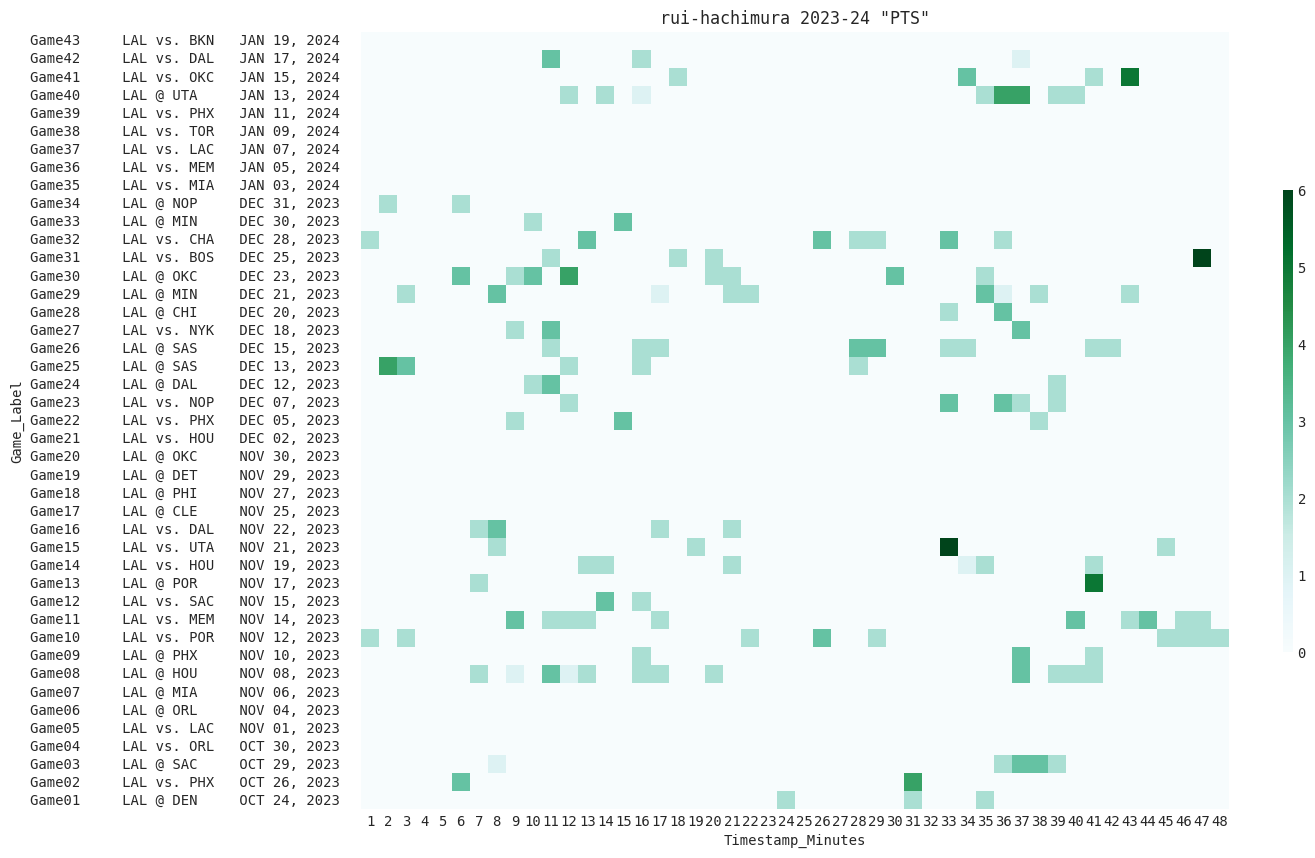 rui-hachimura 2023-24 "PTS"
Game43 LAL vs. BKN JAN 19, 2024
Game42 LAL vs. DAL JAN 17, 2024
Game41 LAL vs. OKC JAN 15, 2024
Game40 LAL @ UTA JAN 13, 2024
Game39 LAL vs. PHX JAN 11, 2024
Game38 LAL vs. TOR JAN 09, 2024
Game37 LAL vs. LAC JAN 07, 2024
Game36 LAL vs. MEM JAN 05, 2024
Game35 LAL vs. MIA JAN 03, 2024
Game34 LAL @ NOP DEC 31, 2023
Game33 LAL @ MIN DEC 30, 2023
Game32 LAL vs. CHA DEC 28, 2023
Game31 LAL vs. BOS DEC 25, 2023
Game30 LAL @ OKC DEC 23, 2023
Game29 LAL @ MIN DEC 21, 2023
Game28 LAL @ CHI DEC 20, 2023
Game27 LAL vs. NYK DEC 18, 2023
Game26 LAL @ SAS DEC 15, 2023
Game25 LAL @ SAS DEC 13, 2023
Game24 LAL @ DAL DEC 12, 2023
Game23 LAL vs. NOP DEC 07, 2023
Game22 LAL vs. PHX DEC 05, 2023
Game21 LAL vs. HOU DEC 02, 2023
Game20 LAL @ OKC NOV 30, 2023
Game19 LAL @ DET NOV 29, 2023
Game18 LAL @ PHI NOV 27, 2023
Game17 LAL @ CLE NOV 25, 2023
Game16 LAL vs. DAL NOV 22, 2023
Game15 LAL vs. UTA NOV 21, 2023
Game14 LAL vs. HOU NOV 19, 2023
Game13 LAL @ POR NOV 17, 2023
Game12 LAL vs. SAC NOV 15, 2023
Game11 LAL vs. MEM NOV 14, 2023
Game10 LAL vs. POR NOV 12, 2023
Game09 LAL @ PHX NOV 10, 2023
Game08 LAL @ HOU NOV 08, 2023
Game07 LAL @ MIA NOV 06, 2023
Game06 LAL @ ORL NOV 04, 2023
Game05 LAL vs. LAC NOV 01, 2023
Game04 LAL vs. ORL OCT 30, 2023
Game03 LAL @ SAC OCT 29, 2023
Game02 LAL vs. PHX OCT 26, 2023
Game01 LAL @ DEN OCT 24, 2023
Game_Label
1 2 3 4 5 6 7 8 9 10 11 12 13 14 15 16 17 18 19 20 21 22 23 24 25 26 27 28 29 30 31 32 33 34 35 36 37 38 39 40 41 42 43 44 45 46 47 48
Timestamp_Minutes
6
5
4
3
2
1
0